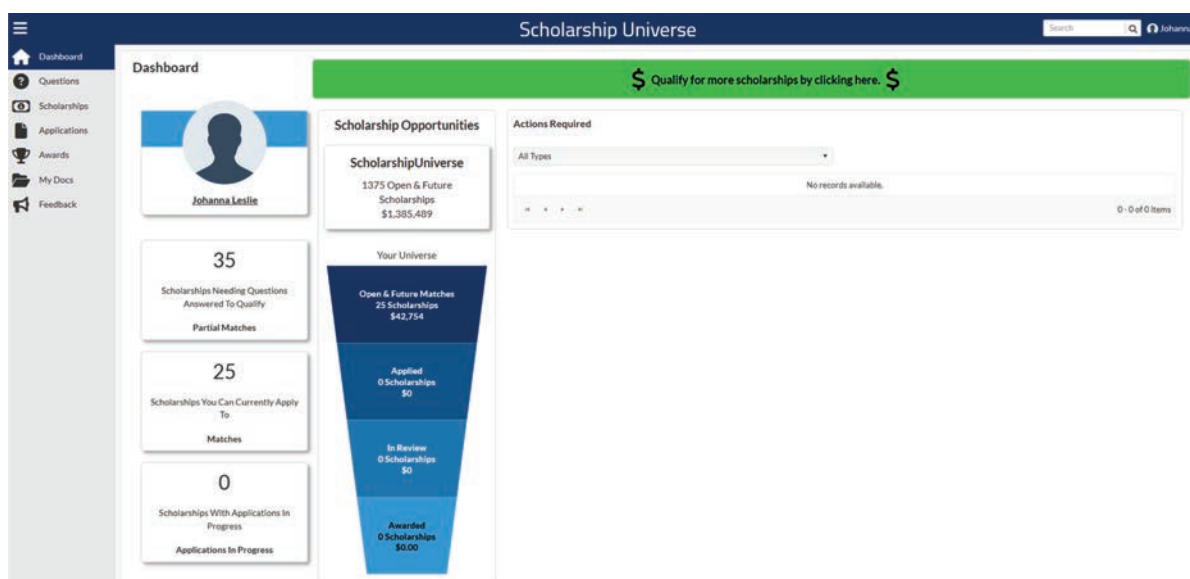 Scholarship Universe
Search
Johann
Dashboard
Questions
Scholarships
Applications
Awards
My Docs
Feedback
Dashboard
$ Qualify for more scholarships by clicking here. $
Johanna Leslie
35
Scholarships Needing Questions
Answered To Qualify
Partial Matches
25
Scholarships You Can Currently Apply
To
Matches
0
Scholarships With Applications In
Progress
Applications In Progress
Scholarship Opportunities
ScholarshipUniverse
1375 Open & Future
Scholarships
$1,385,489
Your Universe
Open & Future Matches
25 Scholarships
$42,754
Applied
0 Scholarships
$0
In Review
0 Scholarships
$0
Awarded
0 Scholarships
$0.00
Actions Required
All Types
No records available.
0 - 0 of 0 items